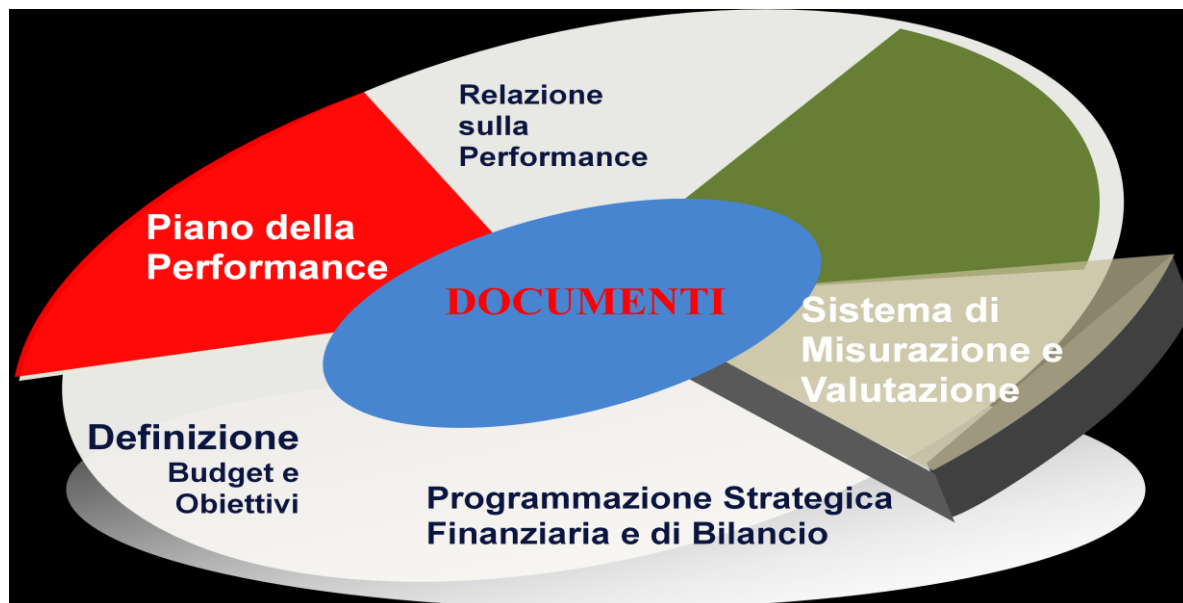 Relazione
sulla
Performance
Piano della
Performance
DOCUMENTI
Sistema di
Misurazione e
Valutazione
Definizione
Budget e
Obiettivi
Programmazione Strategica
Finanziaria e di Bilancio